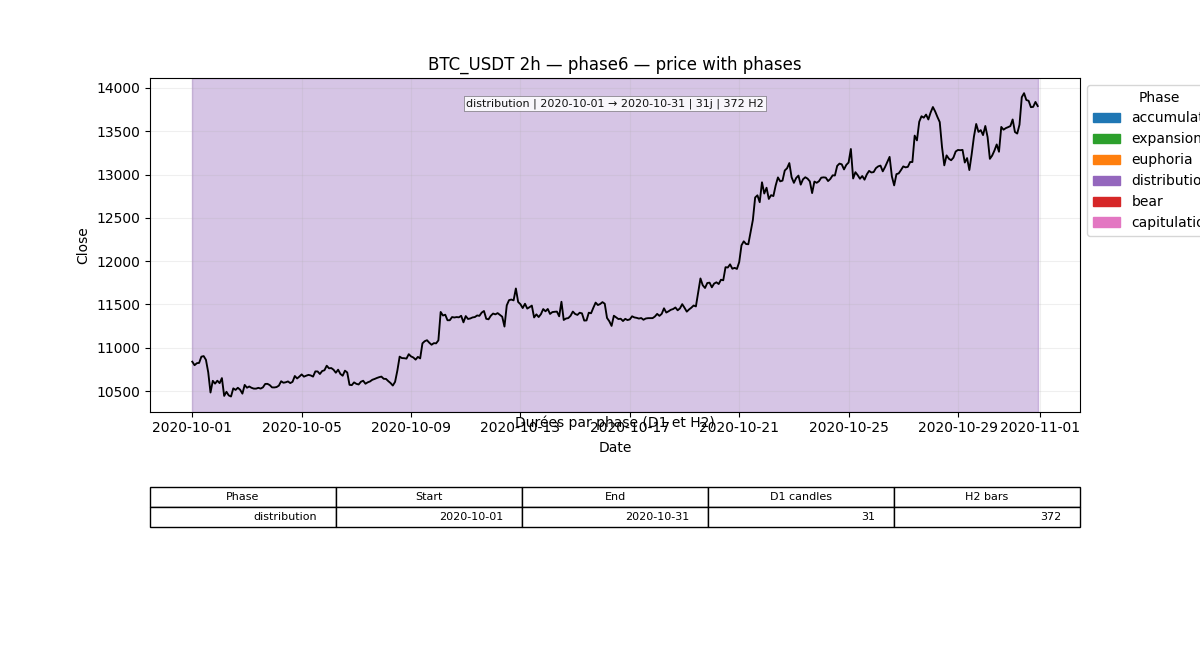 BTC_USDT 2h — phase6 — price with phases
distribution | 2020-10-01 → 2020-10-31 | 31j | 372 H2
Close
14000
13500
13000
12500
12000
11500
11000
10500
2020-10-01 2020-10-05 2020-10-09 2020-10-13 2020-10-17 2020-10-21 2020-10-25 2020-10-29 2020-11-01
Date
Phase
accumulat
expansion
euphoria
distributio
bear
capitulatio
Durées par phase (D1 et H2)
Phase Start End D1 candles H2 bars
distribution 2020-10-01 2020-10-31 31 372